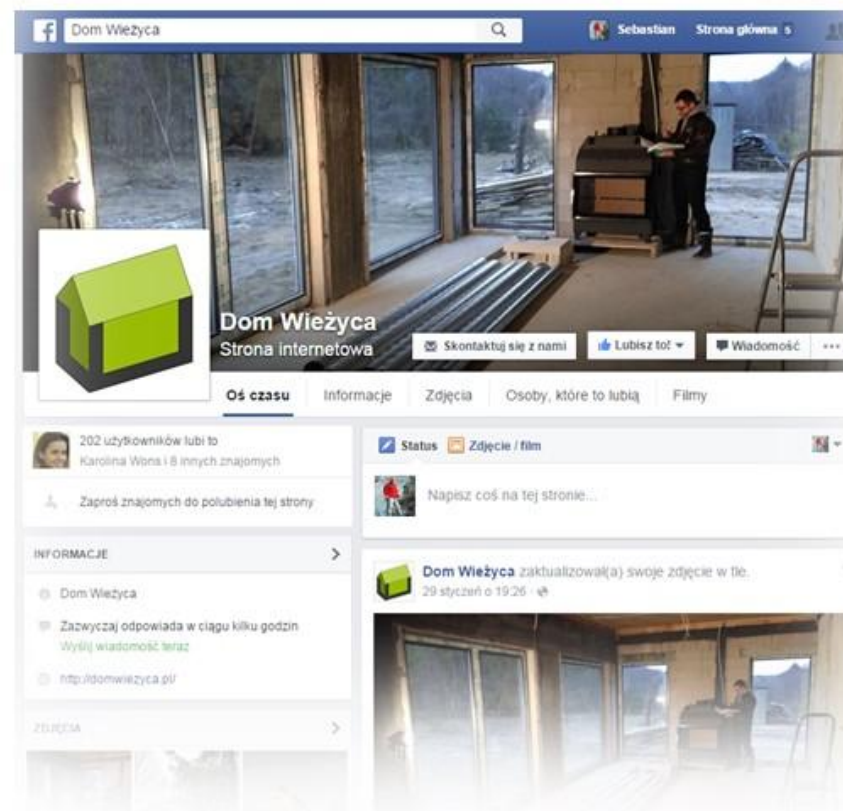 f
Dom Wieżyca
Sebastian
Strona główna 5
Dom Wieżyca
Strona internetowa
Skontaktuj się z nami
Lubisz to!
Wiadomość
Oś czasu
Informacje
Zdjęcia
Osoby, które to lubią
Filmy
202 użytkowników lubi to
Karolina Wons i 8 innych znajomych
Zaproś znajomych do polubienia tej strony
INFORMACJE
Dom Wieżyca
Zazwyczaj odpowiada w ciągu kilku godzin
Wyślij wiadomość teraz
http://domwiezyca.pl/
ZDJĘCIA
Status
Zdjęcie / film
Napisz coś na tej stronie...
Dom Wieżyca zaktualizował(a) swoje zdjęcie w tle.
29 styczeń o 19:26